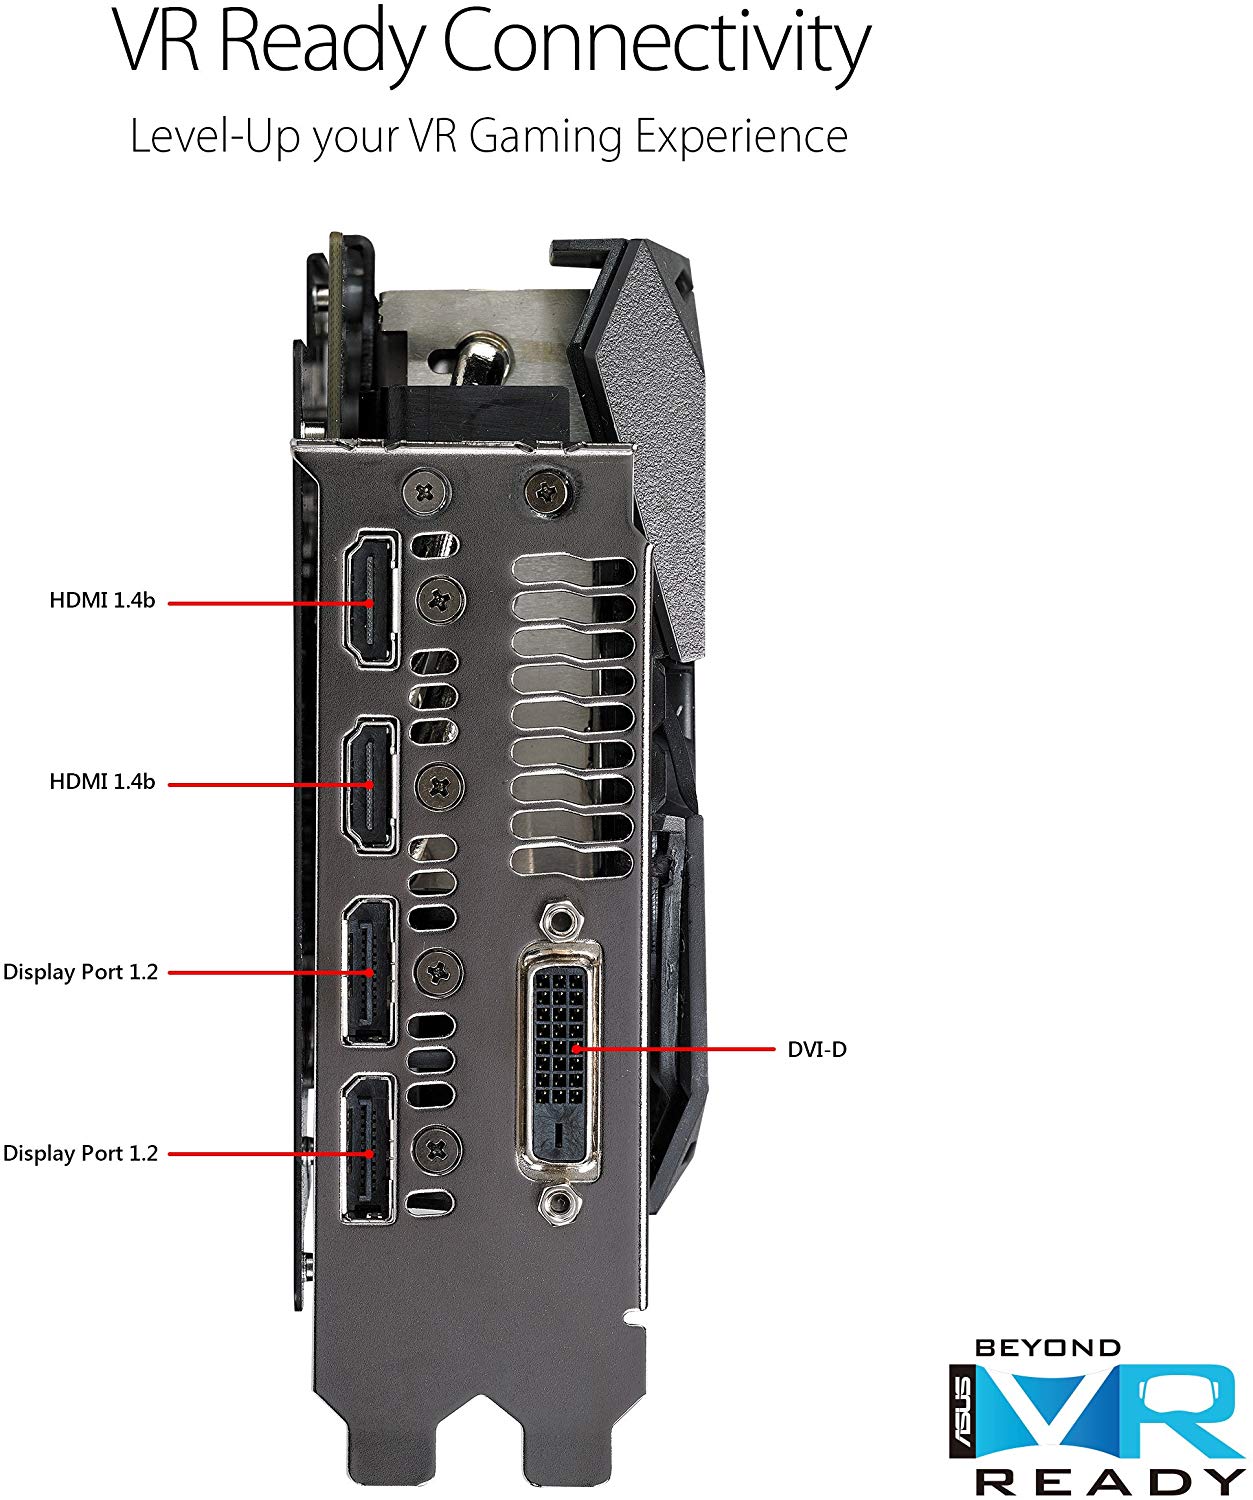 VR Ready Connectivity
Level-Up your VR Gaming Experience
HDMI 1.4b
HDMI 1.4b
Display Port 1.2
DVI-D
Display Port 1.2
BEYOND
ASUS
VR
READY